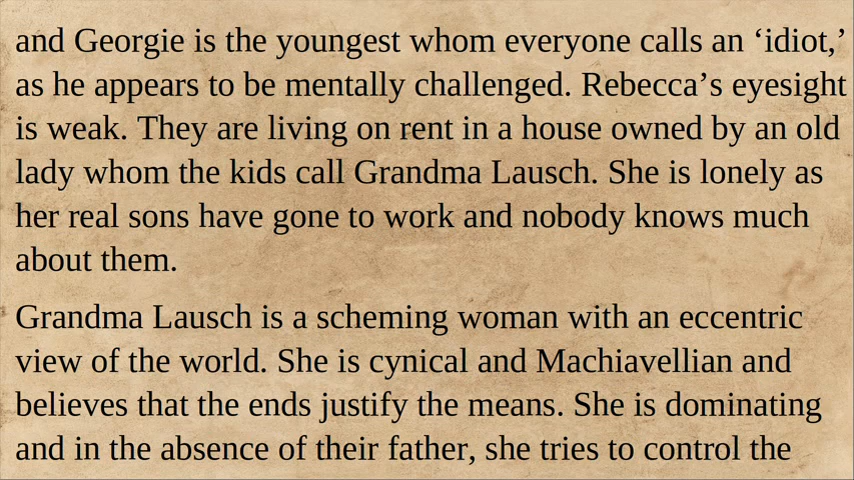 and Georgie is the youngest whom everyone calls an ‘idiot,’
as he appears to be mentally challenged. Rebecca’s eyesight
is weak. They are living on rent in a house owned by an old
lady whom the kids call Grandma Lausch. She is lonely as
her real sons have gone to work and nobody knows much
about them.
Grandma Lausch is a scheming woman with an eccentric
view of the world. She is cynical and Machiavellian and
believes that the ends justify the means. She is dominating
and in the absence of their father, she tries to control the